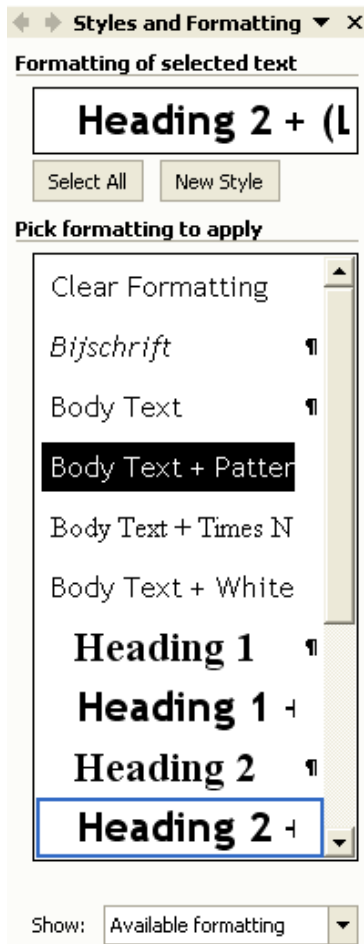 Styles and Formatting
Formatting of selected text
Heading 2 + (L
Select All New Style
Pick formatting to apply
Clear Formatting
Bijschrift ¶
Body Text ¶
Body Text + Patter
Body Text + Times N
Body Text + White
Heading 1 ¶
Heading 1 +
Heading 2 ¶
Heading 2 +
Show: Available formatting